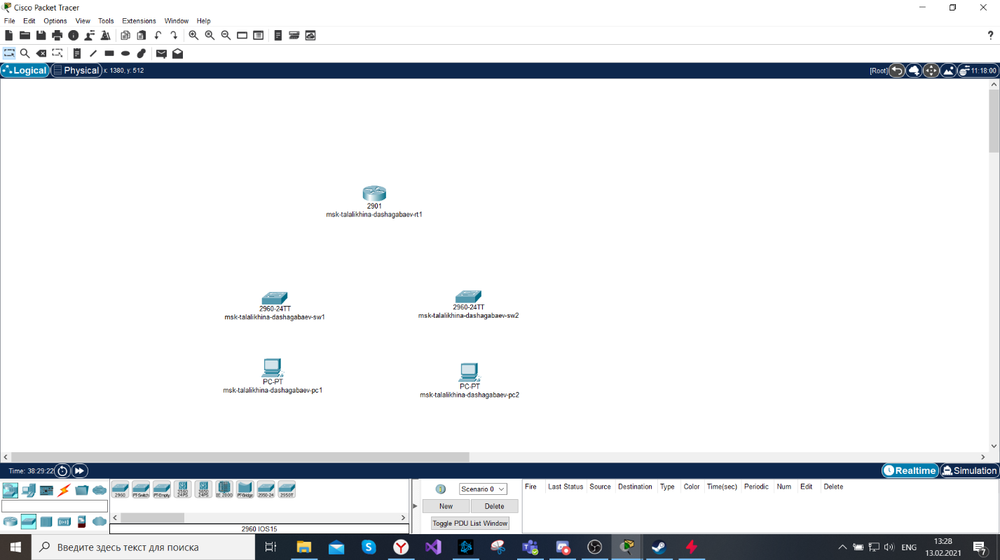 Cisco Packet Tracer
File Edit Options View Tools Extensions Window Help
?
Logical Physical x: 1380, y: 512 [Root] 11:18:00
2901
msk-talalikhina-dashagabaev-rt1
2960-24TT
msk-talalikhina-dashagabaev-sw1
2960-24TT
msk-talalikhina-dashagabaev-sw2
PC-PT
msk-talalikhina-dashagabaev-pc1
PC-PT
msk-talalikhina-dashagabaev-pc2
Time: 38:29:22 Realtime Simulation
2960 PT-Switch PT-Empty 3560 24PS 3650 24PS IE 2000 PT-Bridge 2950-24 2950T
2960 IOS15
Scenario 0
New Delete
Toggle PDU List Window
Fire Last Status Source Destination Type Color Time(sec) Periodic Num Edit Delete
Введите здесь текст для поиска
ENG
13:28
13.02.2021
7